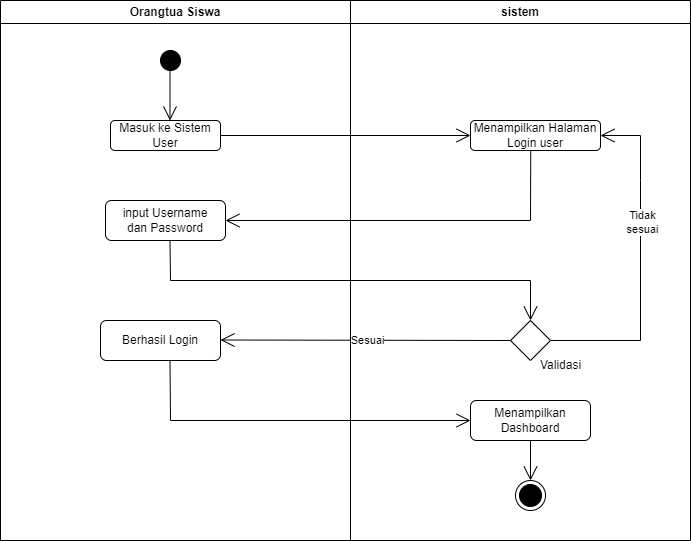 Orangtua Siswa
sistem
Masuk ke Sistem
User
Menampilkan Halaman
Login user
input Username
dan Password
Tidak
sesuai
Berhasil Login
Sesuai
Validasi
Menampilkan
Dashboard